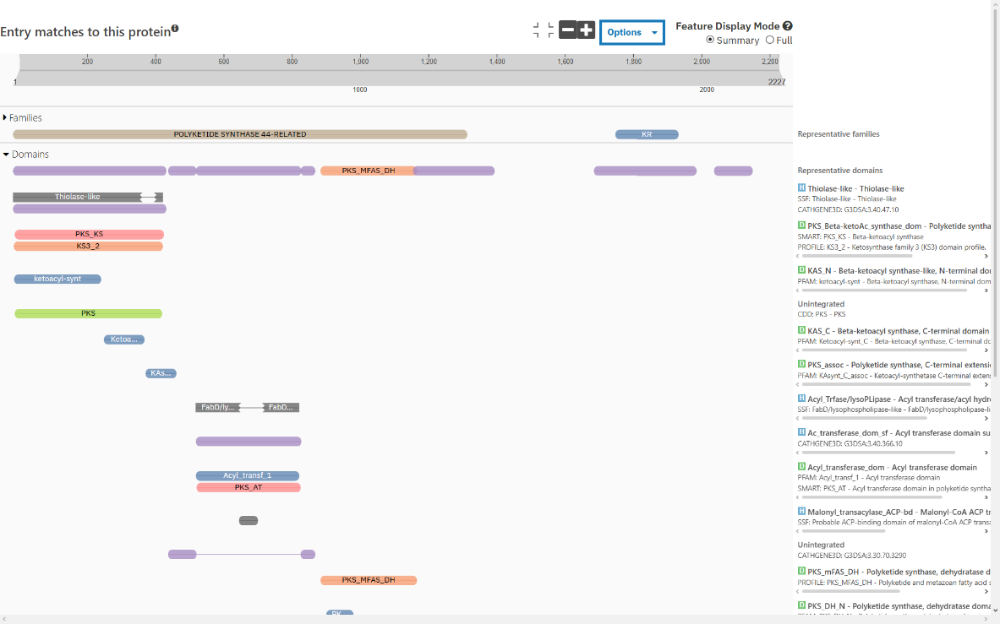 Entry matches to this protein
Options
Feature Display Mode
Summary Full
200 400 600 800 1,000 1,200 1,400 1,600 1,800 2,000 2,200
1 2227
1000 2000
Families
POLYKETIDE SYNTHASE 44-RELATED KR Representative families
Domains
PKS_MFAS_DH Representative domains
H Thiolase-like - Thiolase-like
Thiolase-like SSF: Thiolase-like - Thiolase-like
CATHGENE3D: G3DSA:3.40.47.10
D PKS_Beta-ketoAc_synthase_dom - Polyketide syntha
PKS_KS SMART: PKS_KS - Beta-ketoacyl synthase
KS3_2 PROFILE: KS3_2 - Ketosynthase family 3 (KS3) domain profile.
D KAS_N - Beta-ketoacyl synthase-like, N-terminal do
ketoacyl-synt PFAM: ketoacyl-synt - Beta-ketoacyl synthase, N-terminal dom
Unintegrated
PKS CDD: PKS - PKS
D KAS_C - Beta-ketoacyl synthase, C-terminal domain
Ketoa... PFAM: Ketoacyl-synt_C - Beta-ketoacyl synthase, C-terminal dc
D PKS_assoc - Polyketide synthase, C-terminal extensi
KAs... PFAM: KAsynt_C_assoc - Ketoacyl-synthetase C-terminal exten
H Acyl_Trfase/lysoPLipase - Acyl transferase/acyl hydr
FabD/ly... FabD... SSF: FabD/lysophospholipase-like - FabD/lysophospholipase-li
H Ac_transferase_dom_sf - Acyl transferase domain su
CATHGENE3D: G3DSA:3.40.366.10
D Acyl_transferase_dom - Acyl transferase domain
Acyl_transf_1 PFAM: Acyl_transf_1 - Acyl transferase domain
PKS_AT SMART: PKS_AT - Acyl transferase domain in polyketide syntha
H Malonyl_transacylase_ACP-bd - Malonyl-CoA ACP tr
SSF: Probable ACP-binding domain of malonyl-CoA ACP transa
Unintegrated
CATHGENE3D: G3DSA:3.30.70.3290
D PKS_mFAS_DH - Polyketide synthase, dehydratase d
PKS_MFAS_DH PROFILE: PKS_MFAS_DH - Polyketide and metazoan fatty acid s
D PKS_DH_N - Polyketide synthase, dehydratase doma